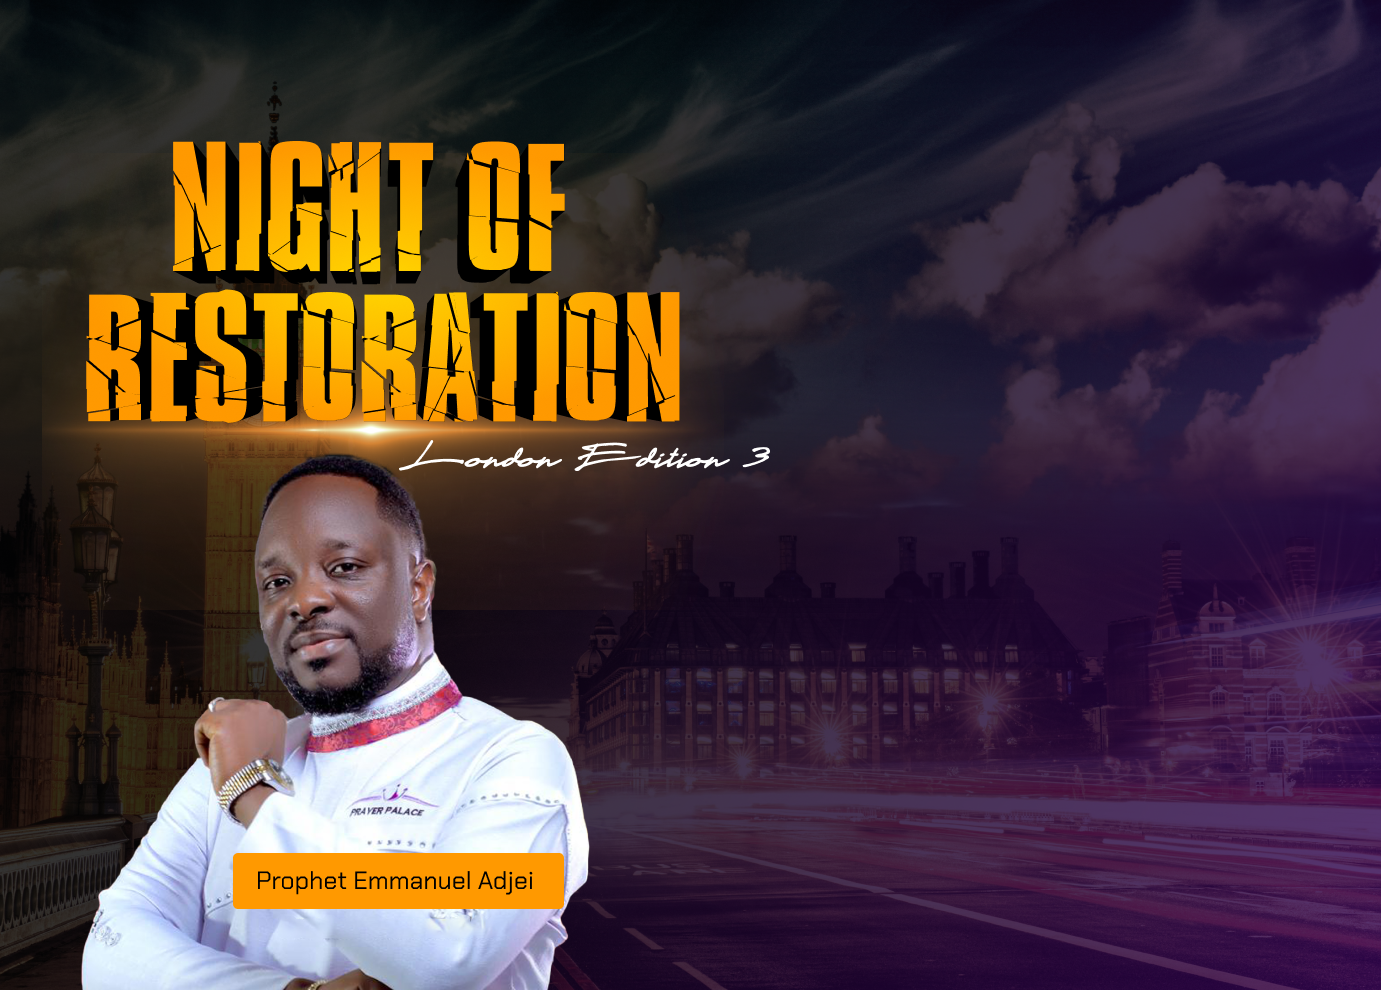 NIGHT OF
RESTORATION
London Edition 3
PRAYER PALACE
Prophet Emmanuel Adjei